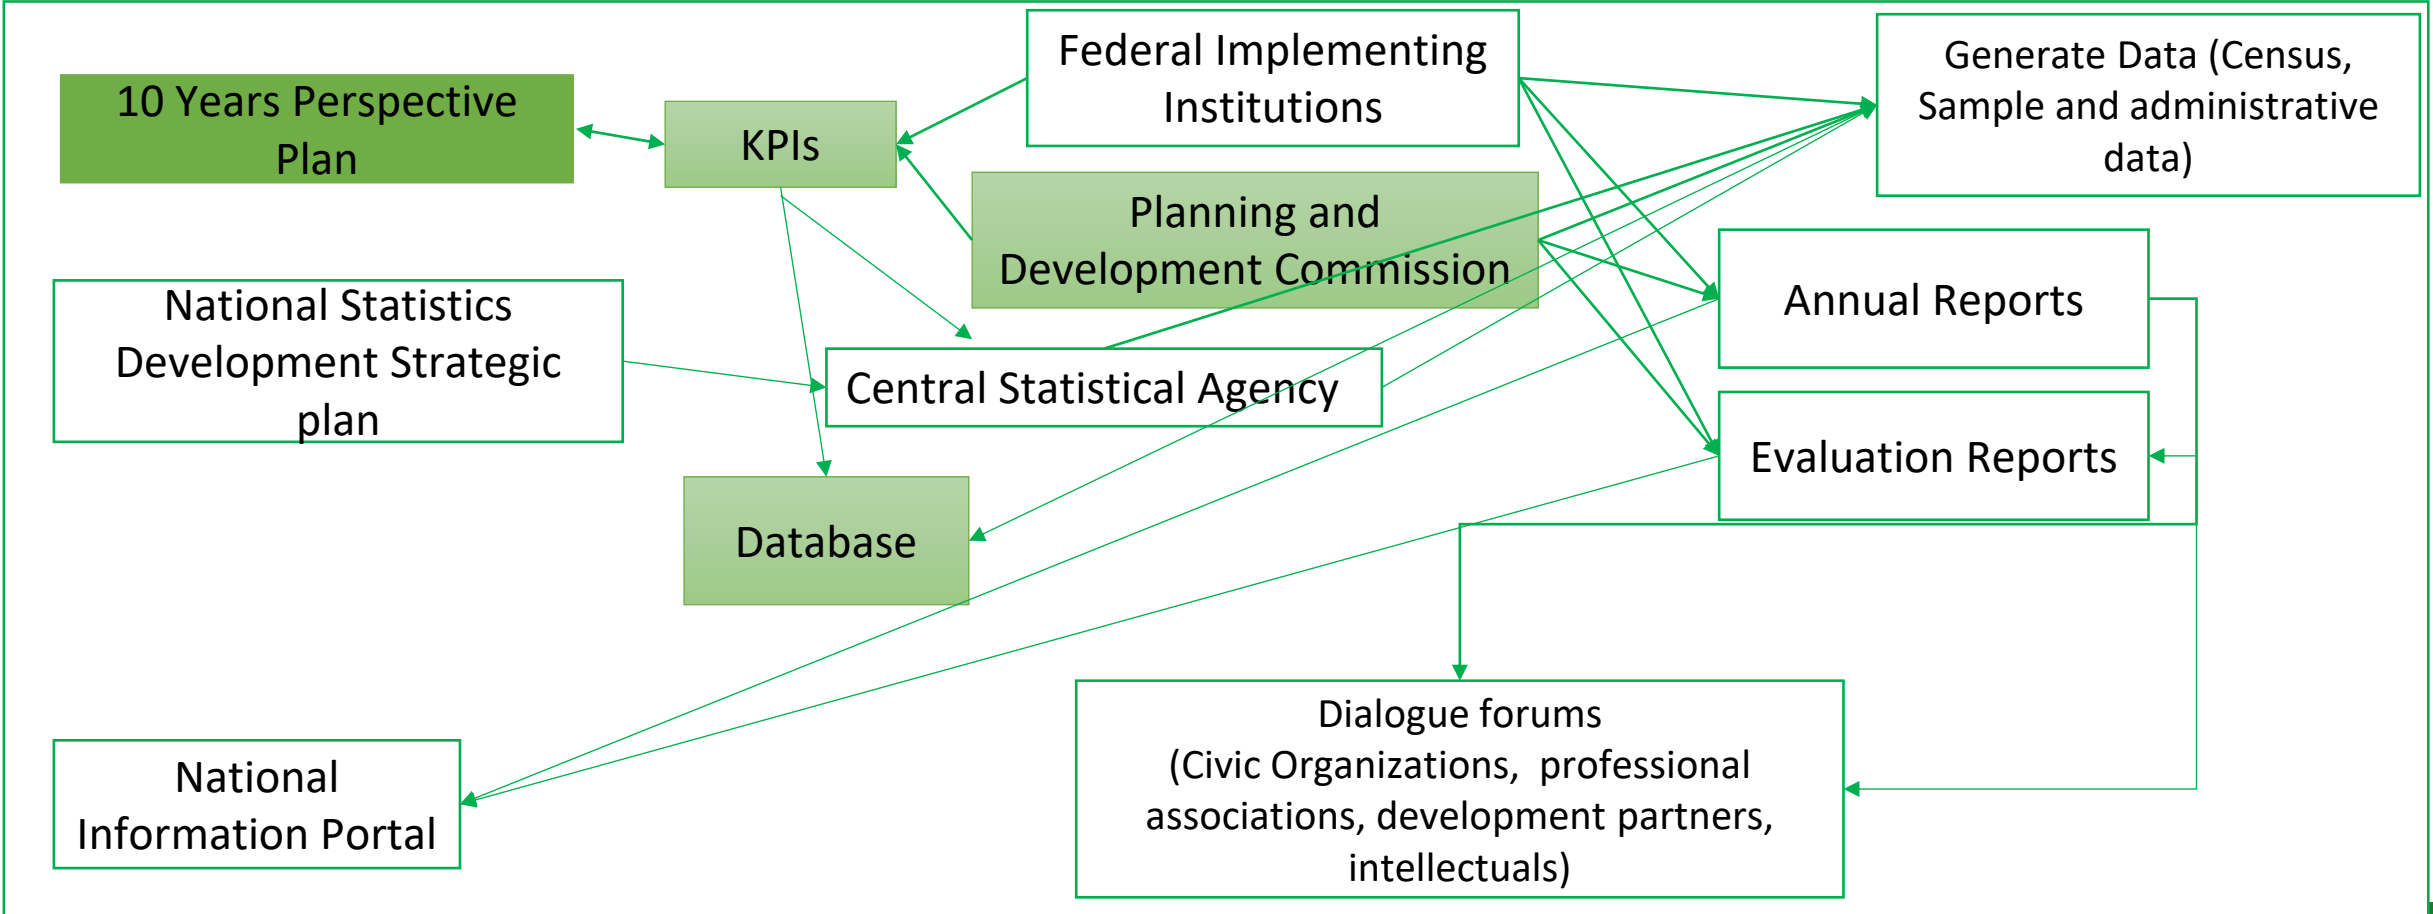 Federal Implementing
Institutions
Generate Data (Census,
Sample and administrative
data)
10 Years Perspective
Plan
KPIs
Planning and
Development Commission
National Statistics
Development Strategic
plan
Annual Reports
Central Statistical Agency
Evaluation Reports
Database
Dialogue forums
(Civic Organizations,  professional
associations, development partners,
intellectuals)
National
Information Portal